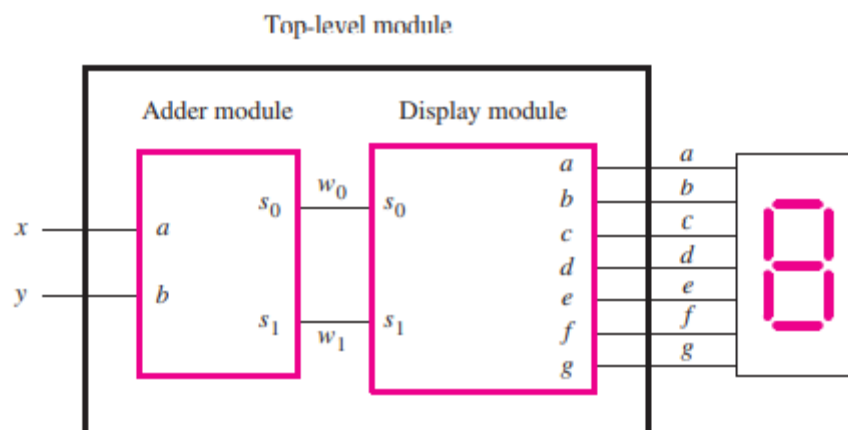 Top-level module
Adder module Display module
a a
w0 b b
s0 s0
x a c c
d d
y b e e
s1 s1 f f
w1
g g